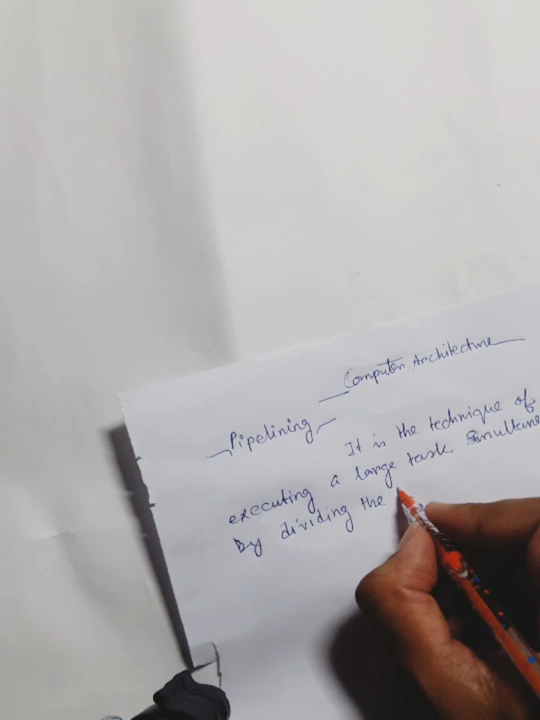 Computer Architecture
Pipelining
It is the technique of
executing a large task simultane
By dividing the